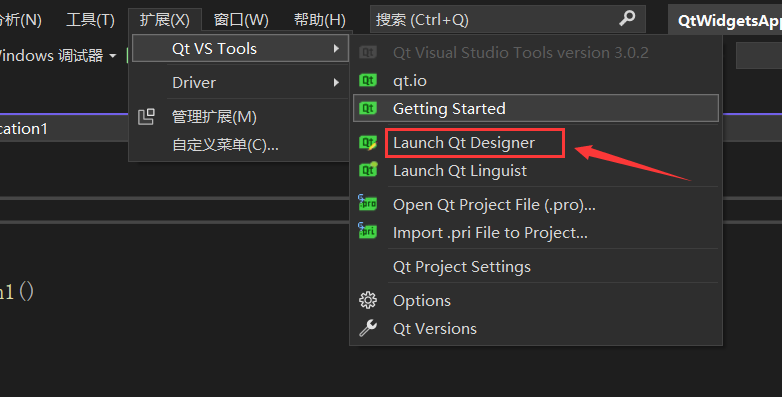 分析(N) 工具(T) 扩展(X) 窗口(W) 帮助(H) 搜索 (Ctrl+Q) QtWidgetsApp
Windows 调试器
Qt VS Tools
Driver
管理扩展(M)
自定义菜单(C)...
Qt Visual Studio Tools version 3.0.2
qt.io
Getting Started
Launch Qt Designer
Launch Qt Linguist
Open Qt Project File (.pro)...
Import .pri File to Project...
Qt Project Settings
Options
Qt Versions
cation1
n1()